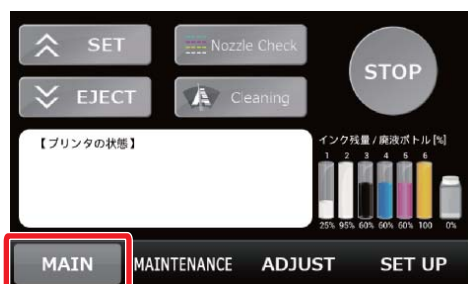 SET
Nozzle Check
STOP
EJECT
Cleaning
【プリンタの状態】
インク残量 / 廃液ボトル [%]
1 2 3 4 5 6
25% 95% 60% 60% 60% 100 0%
MAIN MAINTENANCE ADJUST SET UP